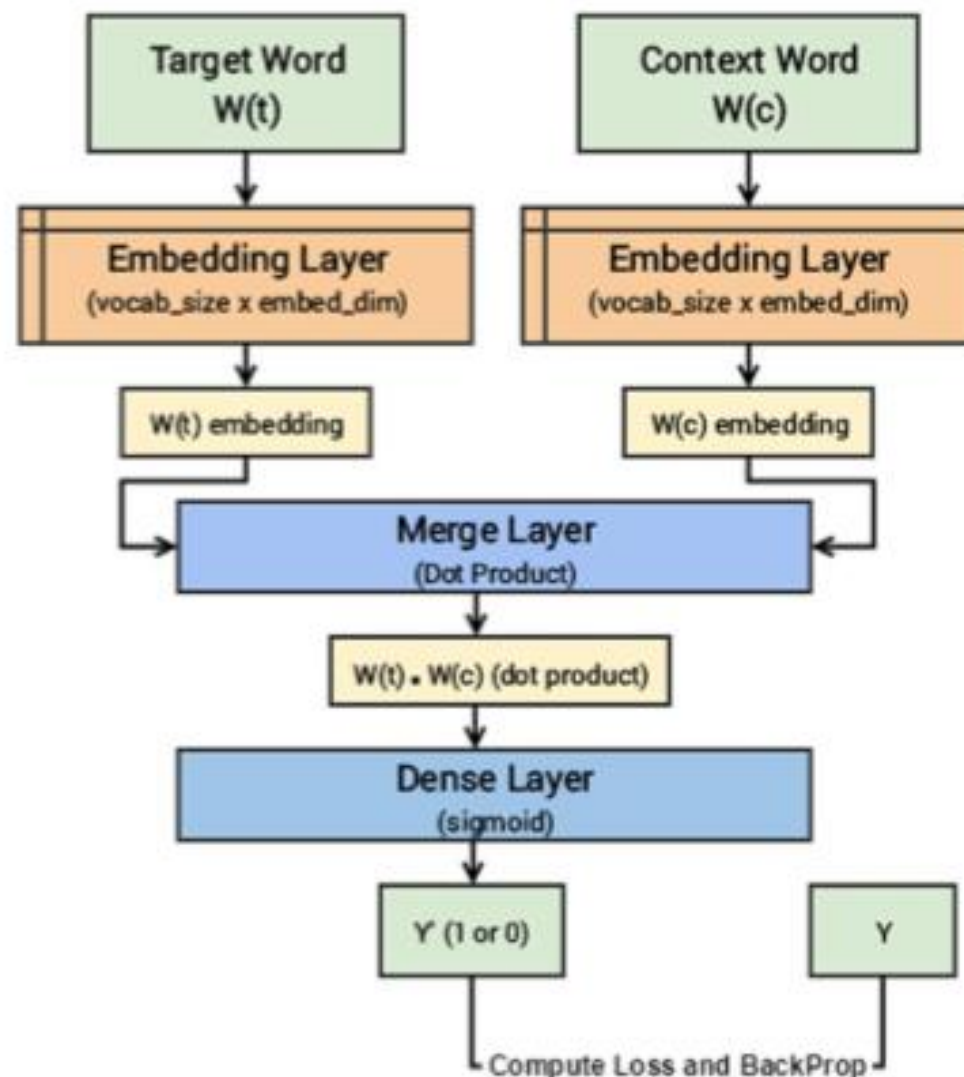 Target Word
W(t)
Context Word
W(c)
Embedding Layer
(vocab_size x embed_dim)
Embedding Layer
(vocab_size x embed_dim)
W(t) embedding
W(c) embedding
Merge Layer
(Dot Product)
W(t) . W(c) (dot product)
Dense Layer
(sigmoid)
Y' (1 or 0)
Y
Compute Loss and BackProp